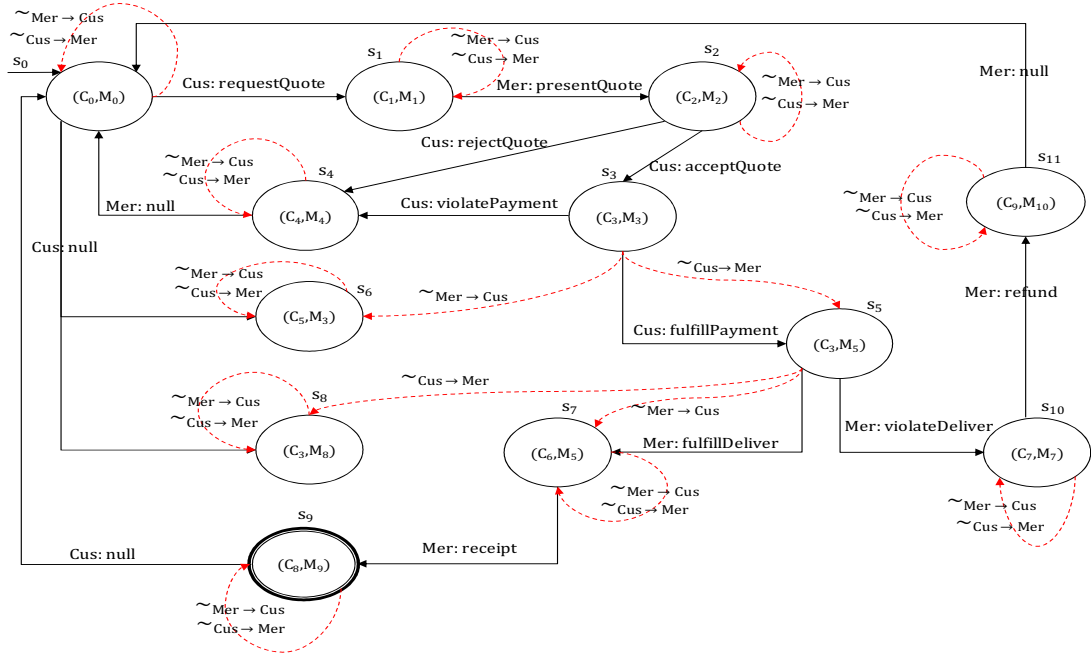 ~Mer → Cus
~Cus → Mer
s0
(C0,M0)
Cus: requestQuote
s1
~Mer → Cus
~Cus → Mer
(C1,M1)
Mer: presentQuote
s2
~Mer → Cus
~Cus → Mer
(C2,M2)
Mer: null
Cus: rejectQuote
Cus: acceptQuote
~Mer → Cus
~Cus → Mer
s4
(C4,M4)
Mer: null
Cus: violatePayment
s3
(C3,M3)
s11
~Mer → Cus
~Cus → Mer
(C9,M10)
Cus: null
~Mer → Cus
~Cus → Mer
s6
(C5,M3)
~Mer → Cus
~Cus → Mer
Mer: refund
s5
(C3,M5)
Cus: fulfillPayment
~Cus → Mer
s8
~Mer → Cus
~Cus → Mer
(C3,M8)
s7
~Mer → Cus
(C6,M5)
Mer: fulfillDeliver
Mer: violateDeliver
s10
(C7,M7)
~Mer → Cus
~Cus → Mer
~Mer → Cus
~Cus → Mer
s9
(C8,M9)
Cus: null
Mer: receipt
~Mer → Cus
~Cus → Mer